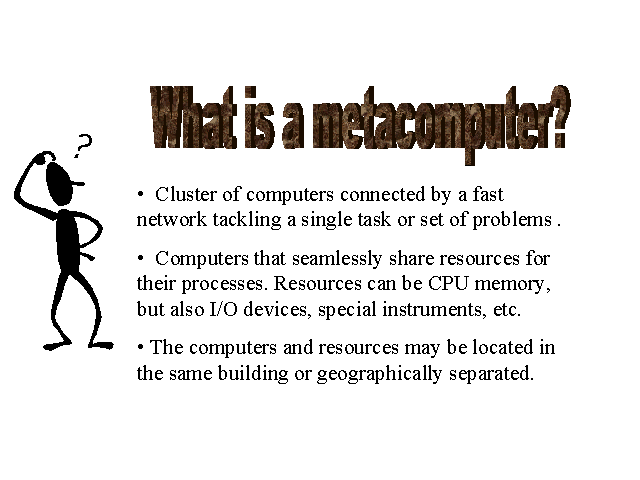 What is a metacomputer?
?
• Cluster of computers connected by a fast
network tackling a single task or set of problems .
• Computers that seamlessly share resources for
their processes. Resources can be CPU memory,
but also I/O devices, special instruments, etc.
• The computers and resources may be located in
the same building or geographically separated.